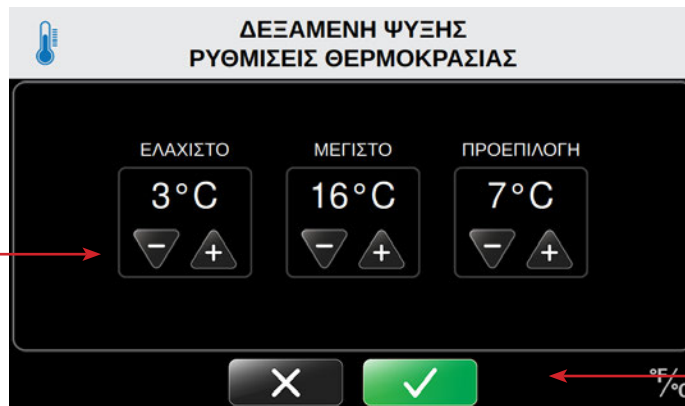 ΔΕΞΑΜΕΝΗ ΨΥΞΗΣ
ΡΥΘΜΙΣΕΙΣ ΘΕΡΜΟΚΡΑΣΙΑΣ
ΕΛΑΧΙΣΤΟ ΜΕΓΙΣΤΟ ΠΡΟΕΠΙΛΟΓΗ
3°C 16°C 7°C
− + − + − +
°F/°C